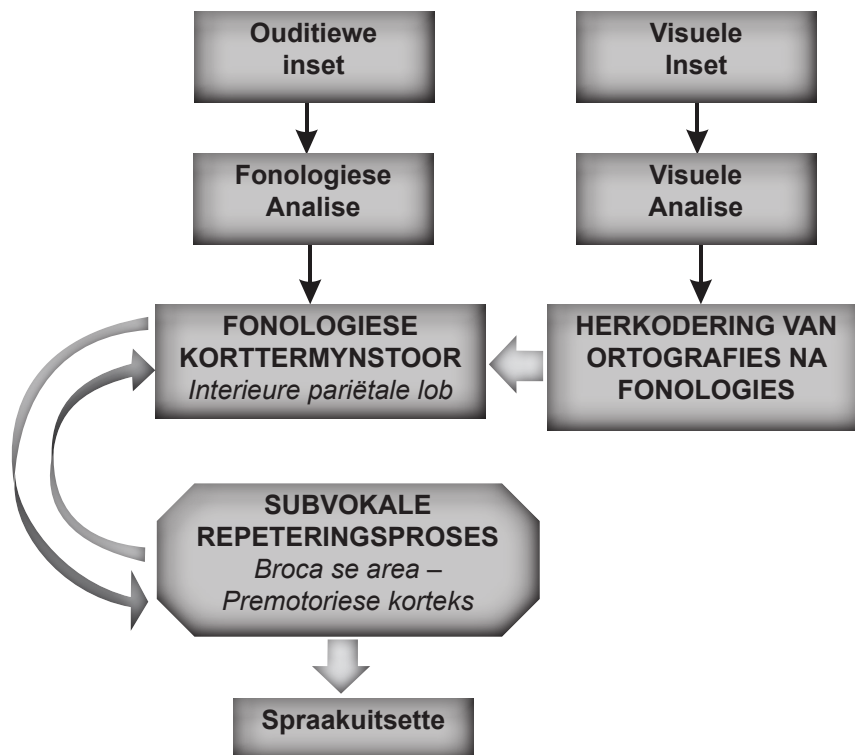 Ouditiewe
inset
Visuele
Inset
Fonologiese
Analise
Visuele
Analise
FONOLOGIESE
KORTTERMYNSTOOR
Interieure pariëtale lob
HERKODERING VAN
ORTOGRAFIES NA
FONOLOGIES
SUBVOKALE
REPETERINGSPROSES
Broca se area –
Premotoriese korteks
Spraakuitsette